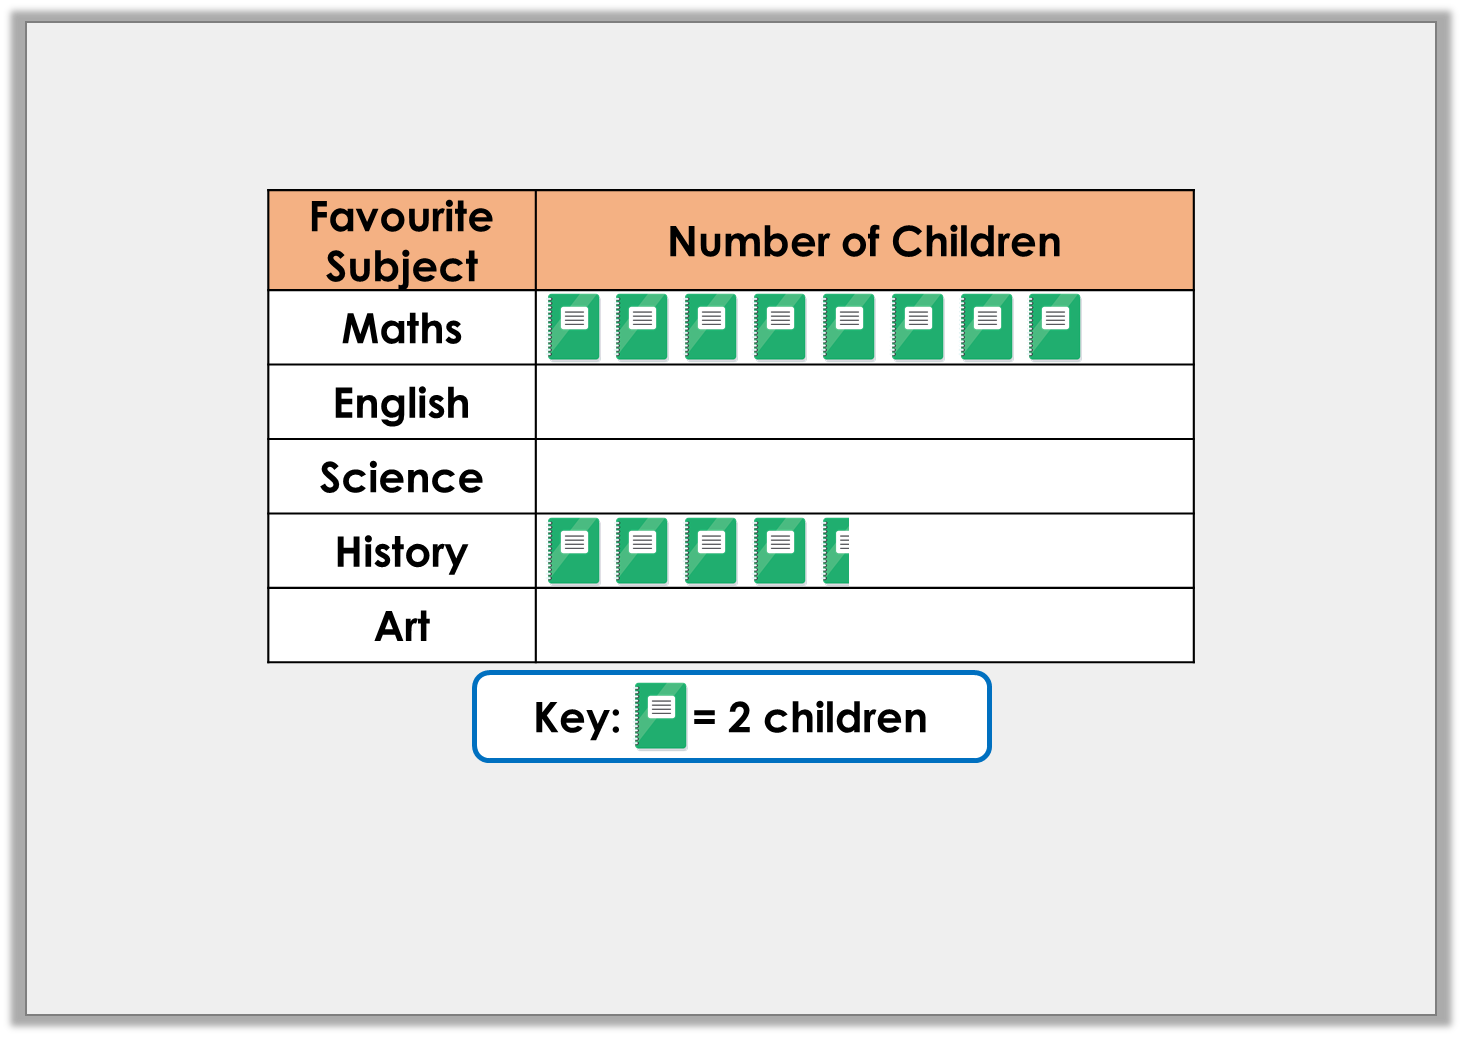 Favourite
Subject
Number of Children
Maths
English
Science
History
Art
Key: = 2 children